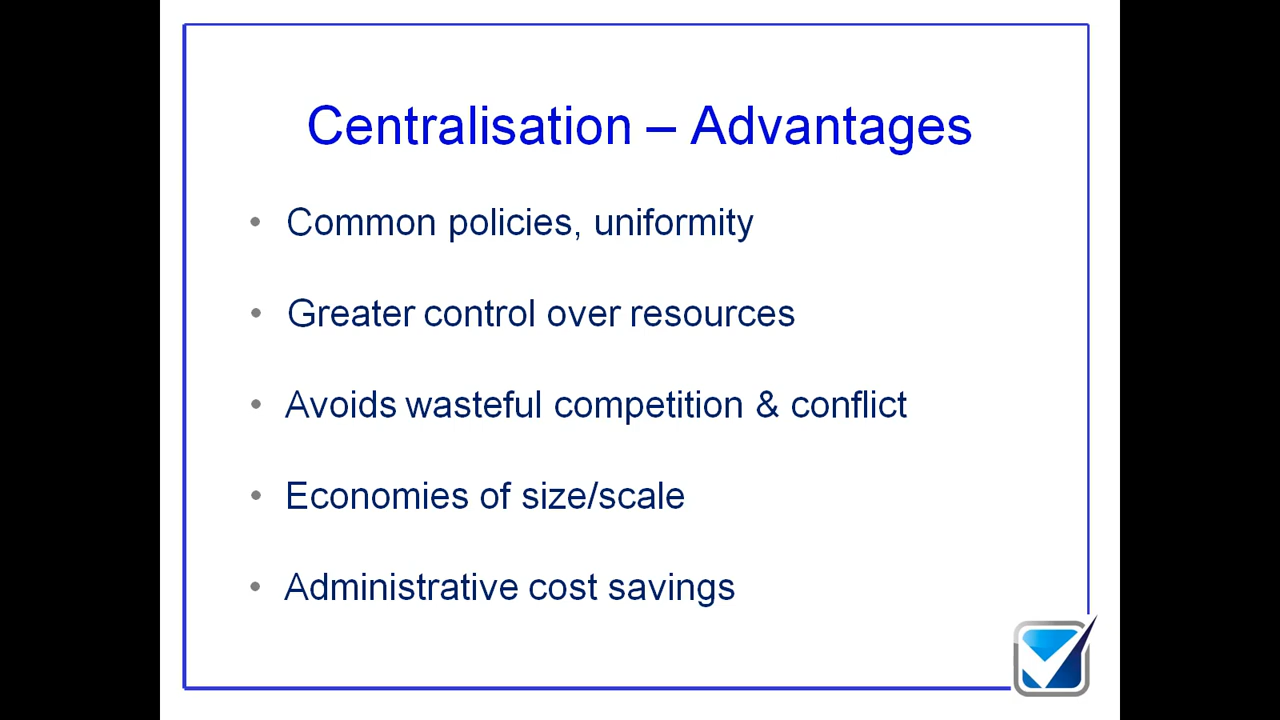 Centralisation – Advantages
• Common policies, uniformity
• Greater control over resources
• Avoids wasteful competition & conflict
• Economies of size/scale
• Administrative cost savings